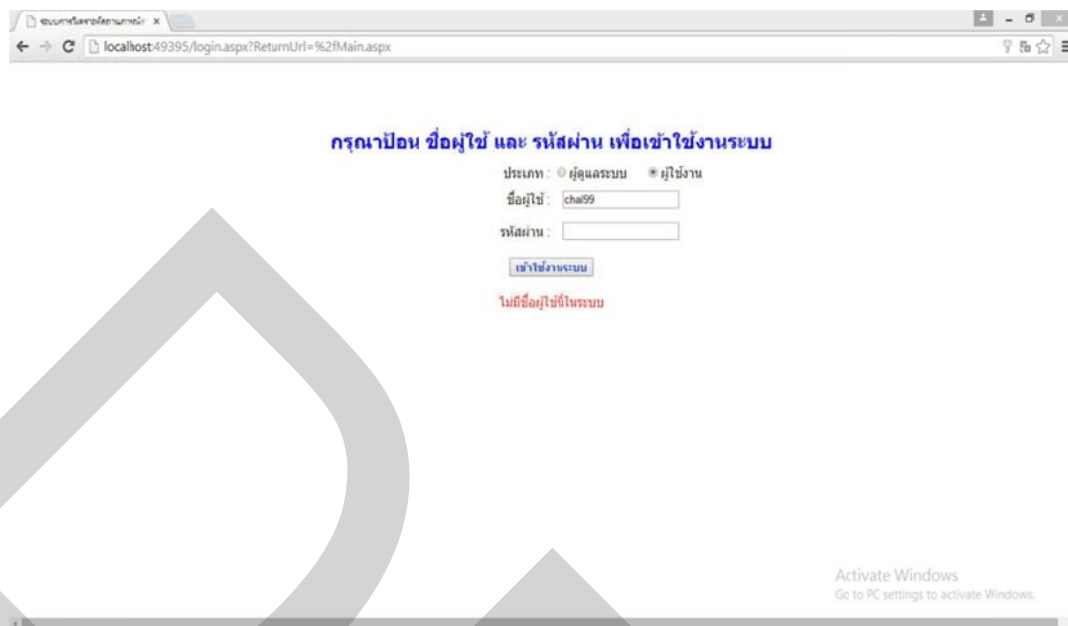 localhost:49395/login.aspx?ReturnUrl=%2fMain.aspx
กรุณาป้อน ชื่อผู้ใช้ และ รหัสผ่าน เพื่อเข้าใช้งานระบบ
ประเภท : ผู้ดูแลระบบ ผู้ใช้งาน
ชื่อผู้ใช้ : chai99
รหัสผ่าน :
เข้าใช้งานระบบ
ไม่มีชื่อผู้ใช้นี้ในระบบ
Activate Windows
Go to PC settings to activate Windows.